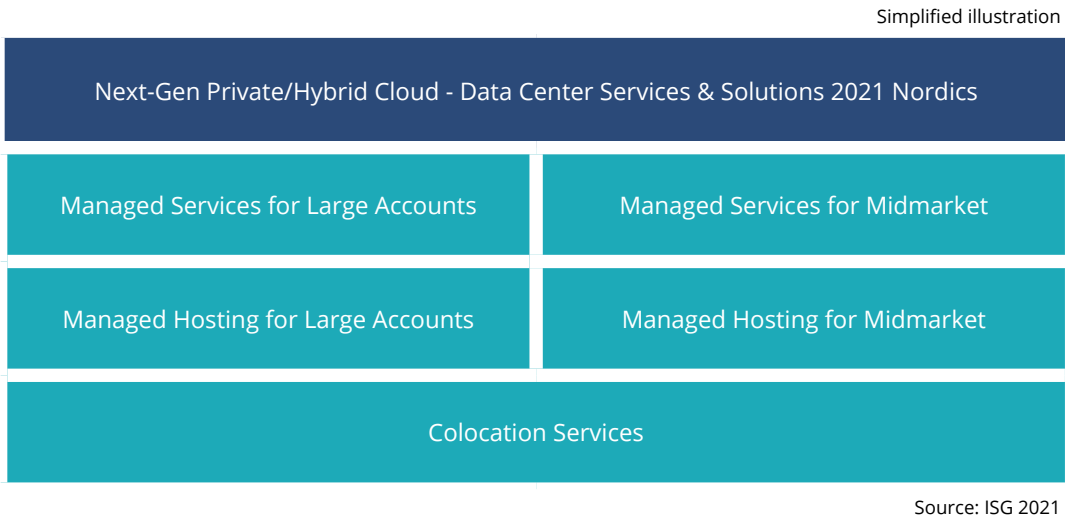 Simplified illustration
Next-Gen Private/Hybrid Cloud - Data Center Services & Solutions 2021 Nordics
Managed Services for Large Accounts
Managed Services for Midmarket
Managed Hosting for Large Accounts
Managed Hosting for Midmarket
Colocation Services
Source: ISG 2021